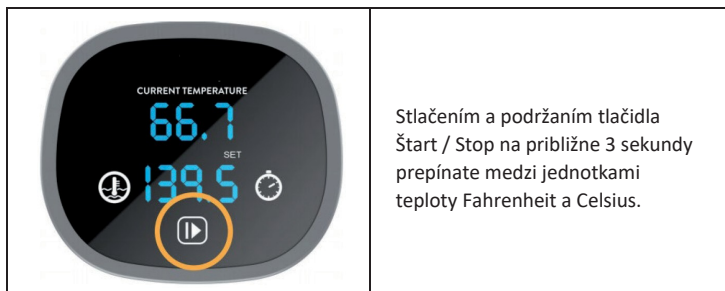 CURRENT TEMPERATURE
66.7
SET
139.5
Stlačením a podržaním tlačidla
Štart / Stop na približne 3 sekundy
prepínate medzi jednotkami
teploty Fahrenheit a Celsius.